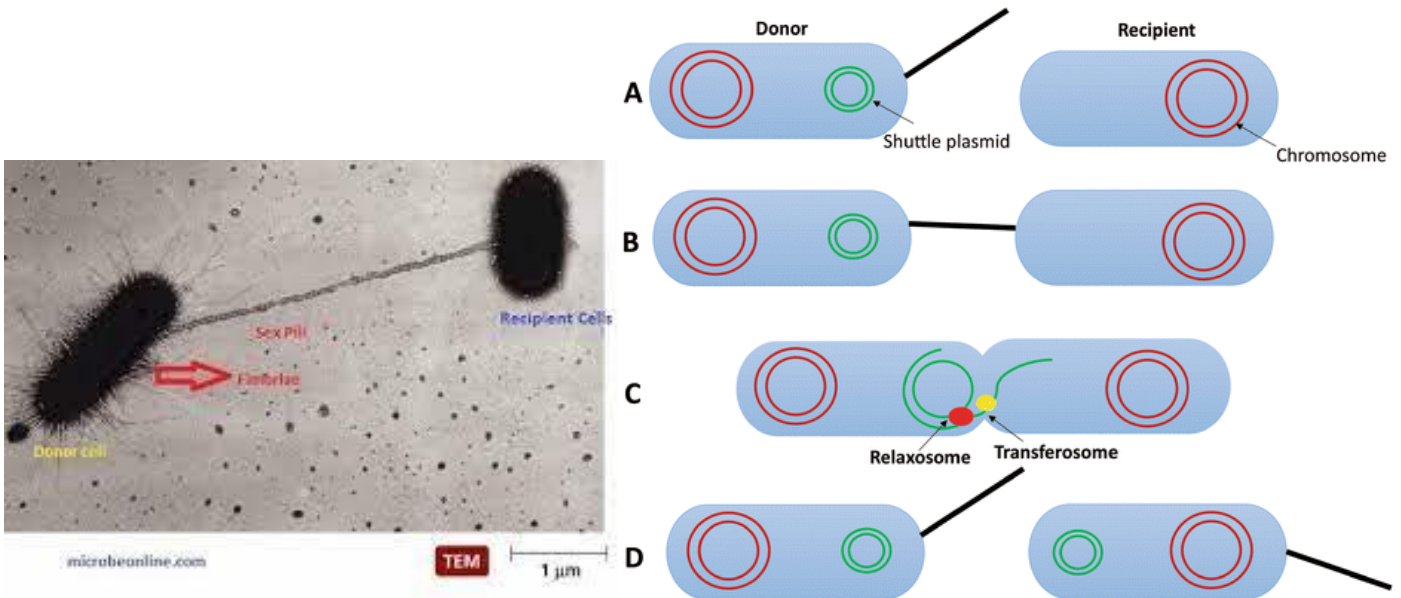 Sex Pili
Fimbriae
Recipient Cells
Donor cell
microbeonline.com
TEM
1 μm
Donor
Recipient
A
Shuttle plasmid
Chromosome
B
C
Relaxosome
Transferosome
D